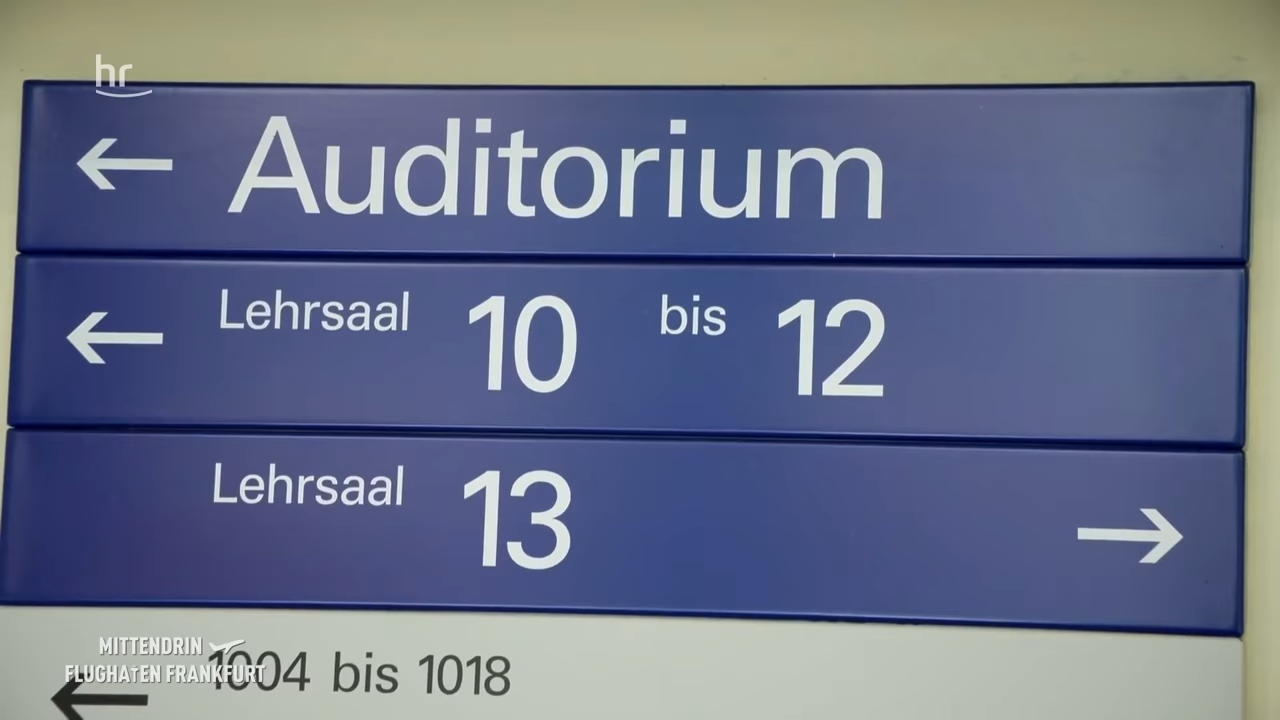 hr
← Auditorium
← Lehrsaal 10 bis 12
Lehrsaal 13 →
← 1004 bis 1018
MITTENDRIN
FLUGHAFEN FRANKFURT